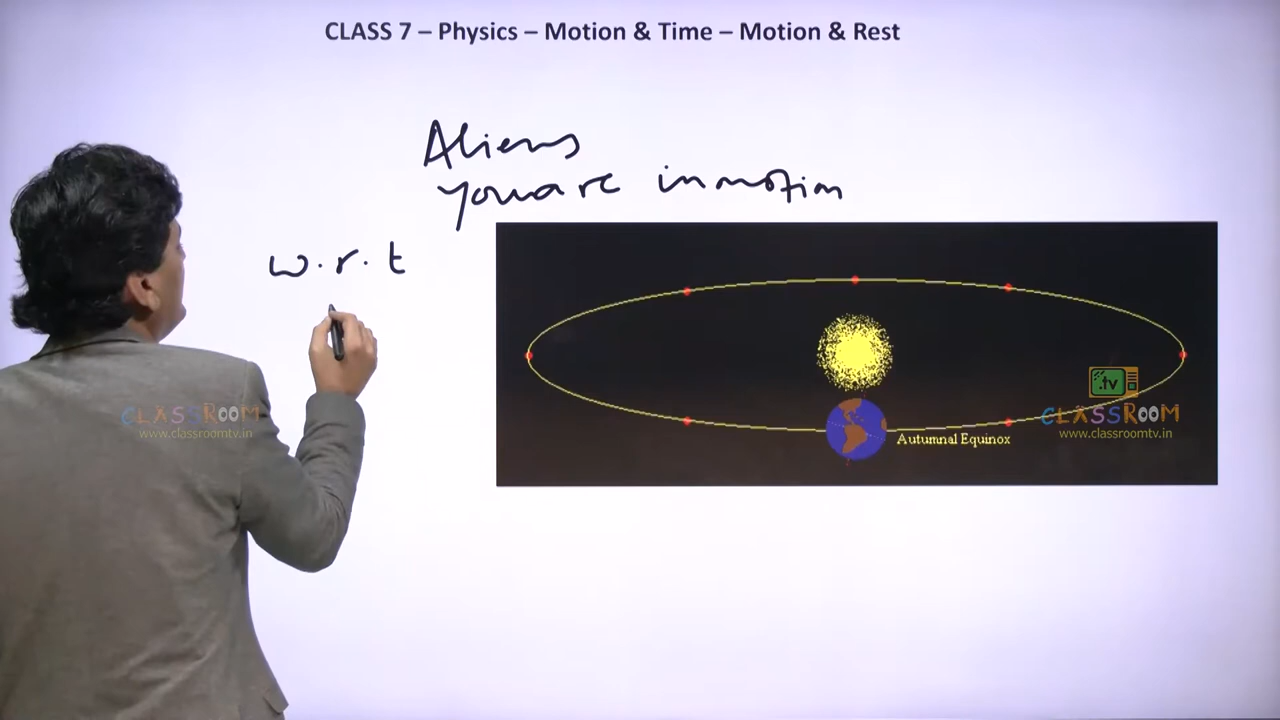 CLASS 7 – Physics – Motion & Time – Motion & Rest
Aliens
You are in motion
w.r.t
CLASSROOM
www.classroomtv.in
.tv
CLASSROOM
www.classroomtv.in
Autumnal Equinox